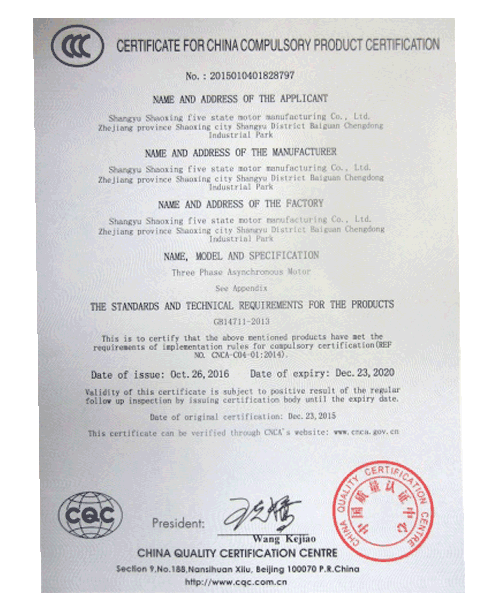 CCC
CERTIFICATE FOR CHINA COMPULSORY PRODUCT CERTIFICATION
No. : 2015010401828797
NAME AND ADDRESS OF THE APPLICANT
Shangyu Shaoxing five state motor manufacturing Co., Ltd.
Zhejiang province Shaoxing city Shangyu District Baiguan Chengdong
Industrial Park
NAME AND ADDRESS OF THE MANUFACTURER
Shangyu Shaoxing five state motor manufacturing Co., Ltd.
Zhejiang province Shaoxing city Shangyu District Baiguan Chengdong
Industrial Park
NAME AND ADDRESS OF THE FACTORY
Shangyu Shaoxing five state motor manufacturing Co., Ltd.
Zhejiang province Shaoxing city Shangyu District Baiguan Chengdong
Industrial Park
NAME, MODEL AND SPECIFICATION
Three Phase Asynchronous Motor
See Appendix
THE STANDARDS AND TECHNICAL REQUIREMENTS FOR THE PRODUCTS
GB14711-2013
This is to certify that the above mentioned products have met the
requirements of implementation rules for compulsory certification(REF
NO. CNCA-C04-01:2014).
Date of issue: Oct.26,2016 Date of expiry: Dec.23,2020
Validity of this certificate is subject to positive result of the regular
follow up inspection by issuing certification body until the expiry date.
Date of original certification: Dec.23,2015
This certificate can be verified through CNCA's website: www.cnca.gov.cn
CHINA QUALITY CERTIFICATION CENTRE
中国质量认证中心
CQC
President:
Wang Kejiao
CHINA QUALITY CERTIFICATION CENTRE
Section 9,No.188,Nansihuan Xilu, Beijing 100070 P.R.China
http://www.cqc.com.cn